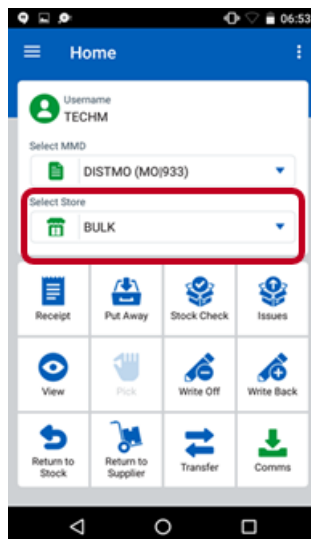 06:53
Home
Username
TECHM
Select MMD
DISTMO (MO|933)
Select Store
BULK
Receipt
Put Away
Stock Check
Issues
View
Pick
Write Off
Write Back
Return to
Stock
Return to
Supplier
Transfer
Comms